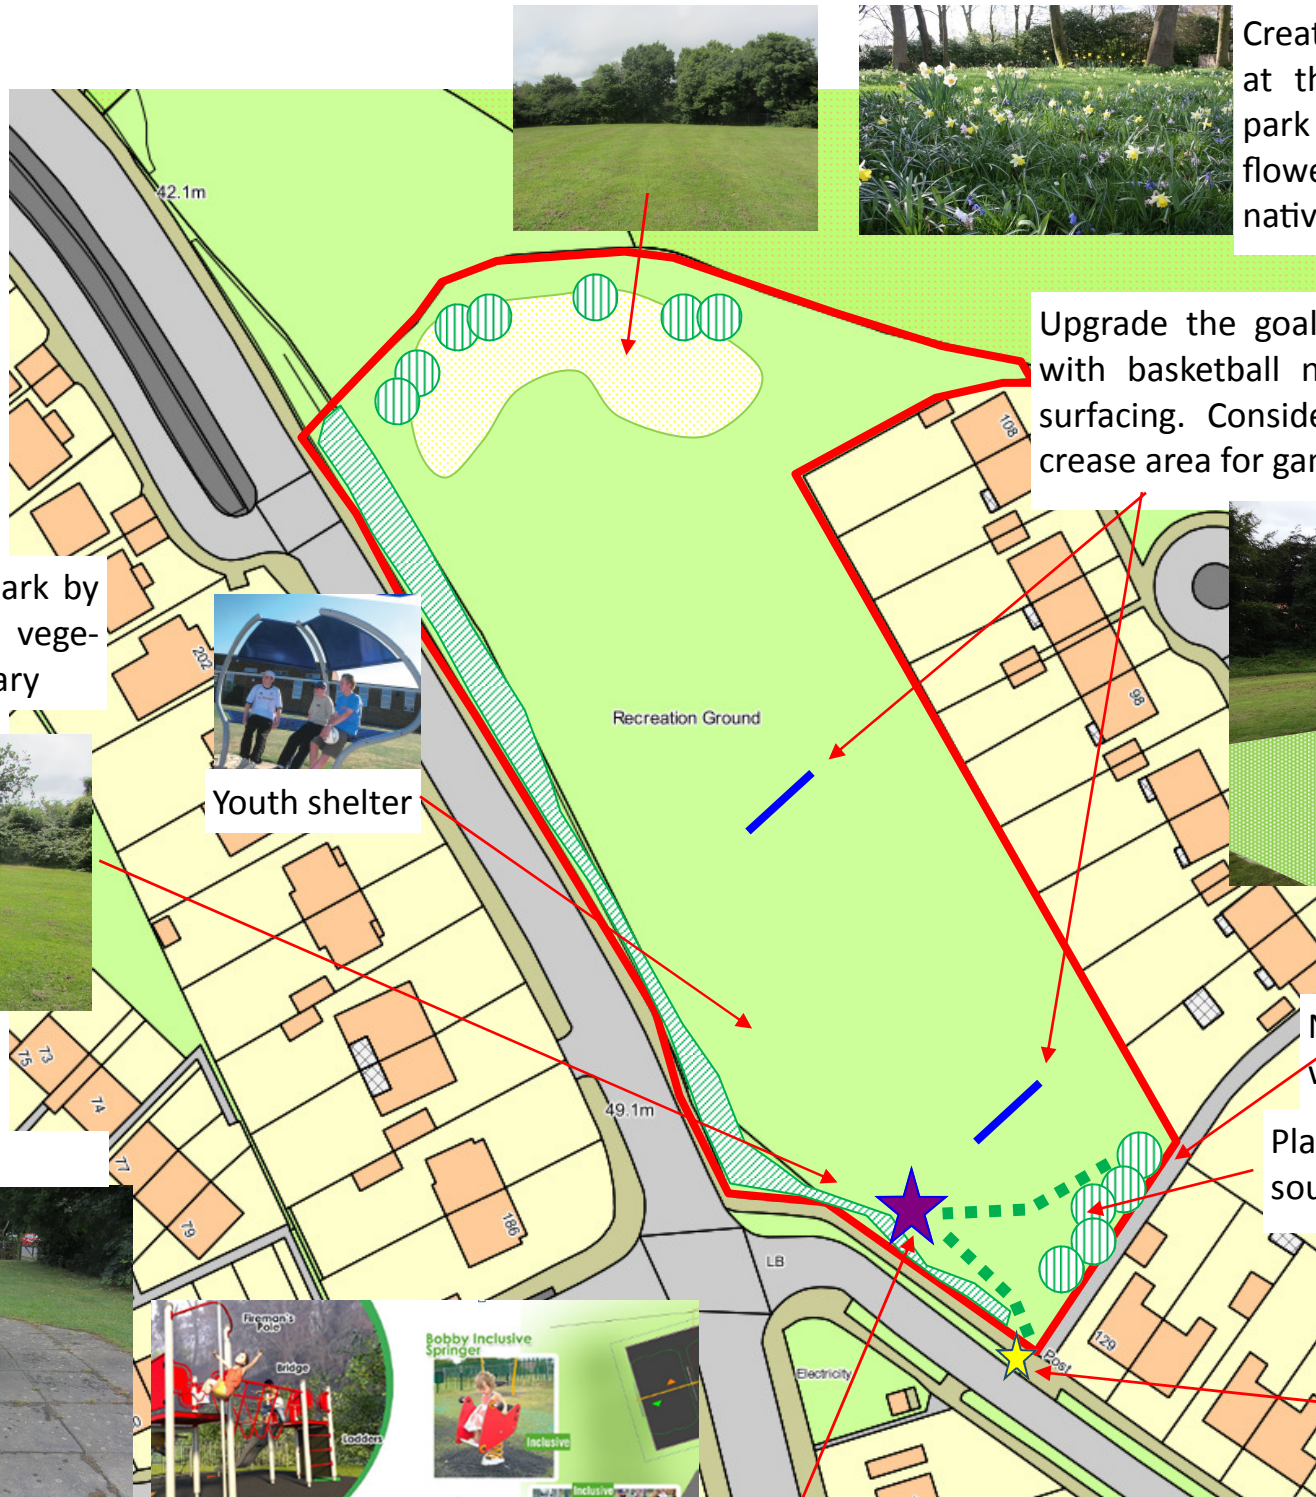 Creat
at th
park
flowe
nativ
42.1m
Upgrade the goal
with basketball n
surfacing. Conside
crease area for gar
108
ark by
vege-
ary
202
98
Recreation Ground
Youth shelter
N
v
73
75
74
77
79
49.1m
186
Pla
sou
LB
Post
129
Electricity
Fireman's
Pole
Bridge
Ladders
Bobby Inclusive
Springer
Inclusive
Inclusive